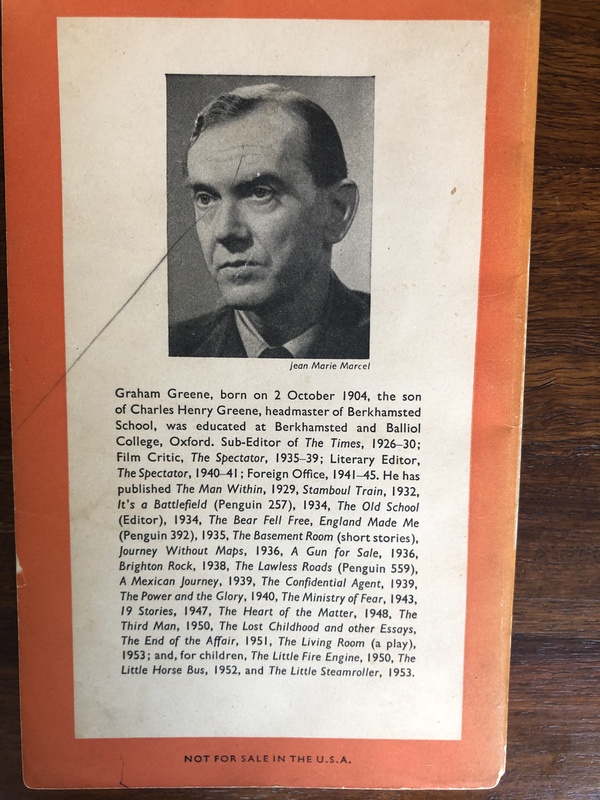 Jean Marie Marcel
Graham Greene, born on 2 October 1904, the son
of Charles Henry Greene, headmaster of Berkhamsted
School, was educated at Berkhamsted and Balliol
College, Oxford. Sub-Editor of The Times, 1926–30;
Film Critic, The Spectator, 1935–39; Literary Editor,
The Spectator, 1940–41; Foreign Office, 1941–45. He has
published The Man Within, 1929, Stamboul Train, 1932,
It's a Battlefield (Penguin 257), 1934, The Old School
(Editor), 1934, The Bear Fell Free, England Made Me
(Penguin 392), 1935, The Basement Room (short stories),
Journey Without Maps, 1936, A Gun for Sale, 1936,
Brighton Rock, 1938, The Lawless Roads (Penguin 559),
A Mexican Journey, 1939, The Confidential Agent, 1939,
The Power and the Glory, 1940, The Ministry of Fear, 1943,
19 Stories, 1947, The Heart of the Matter, 1948, The
Third Man, 1950, The Lost Childhood and other Essays,
The End of the Affair, 1951, The Living Room (a play),
1953; and, for children, The Little Fire Engine, 1950, The
Little Horse Bus, 1952, and The Little Steamroller, 1953.
NOT FOR SALE IN THE U.S.A.